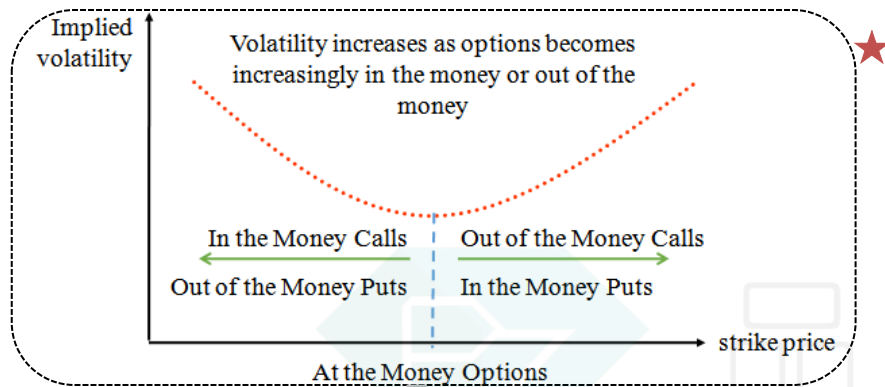 Implied
volatility
Volatility increases as options becomes
increasingly in the money or out of the
money
In the Money Calls
Out of the Money Calls
Out of the Money Puts
In the Money Puts
strike price
At the Money Options